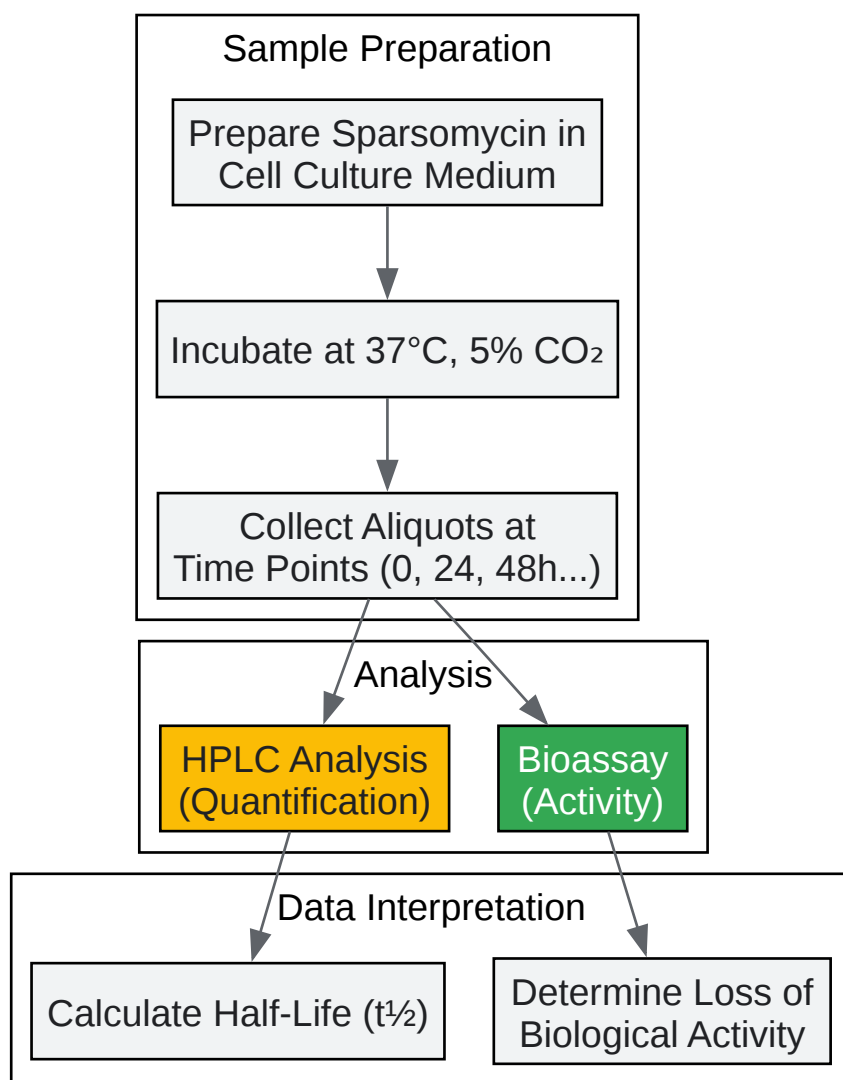 Sample Preparation
Prepare Sparsomycin in
Cell Culture Medium
Incubate at 37°C, 5% CO₂
Collect Aliquots at
Time Points (0, 24, 48h...)
Analysis
HPLC Analysis
(Quantification)
Bioassay
(Activity)
Data Interpretation
Calculate Half-Life (t½)
Determine Loss of
Biological Activity